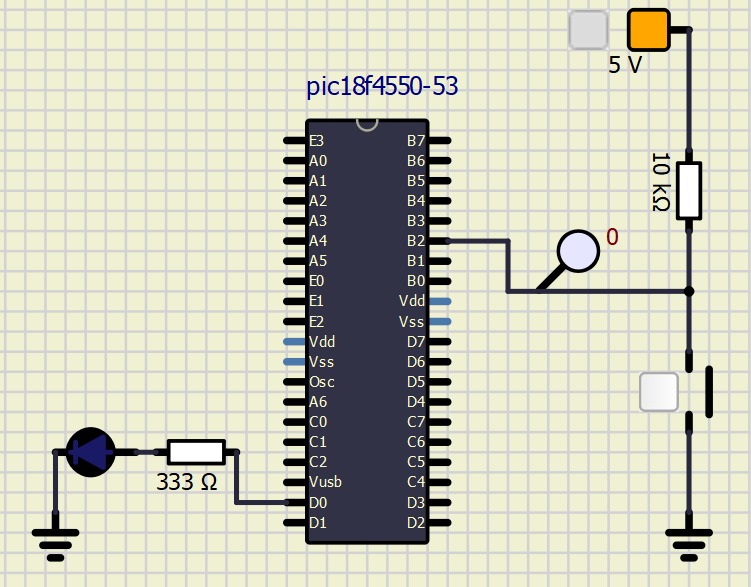 5 V
pic18f4550-53
10 kΩ
0
E3 B7
A0 B6
A1 B5
A2 B4
A3 B3
A4 B2
A5 B1
E0 B0
E1 Vdd
E2 Vss
Vdd D7
Vss D6
Osc D5
A6 D4
C0 C7
C1 C6
C2 C5
Vusb C4
D0 D3
D1 D2
333 Ω